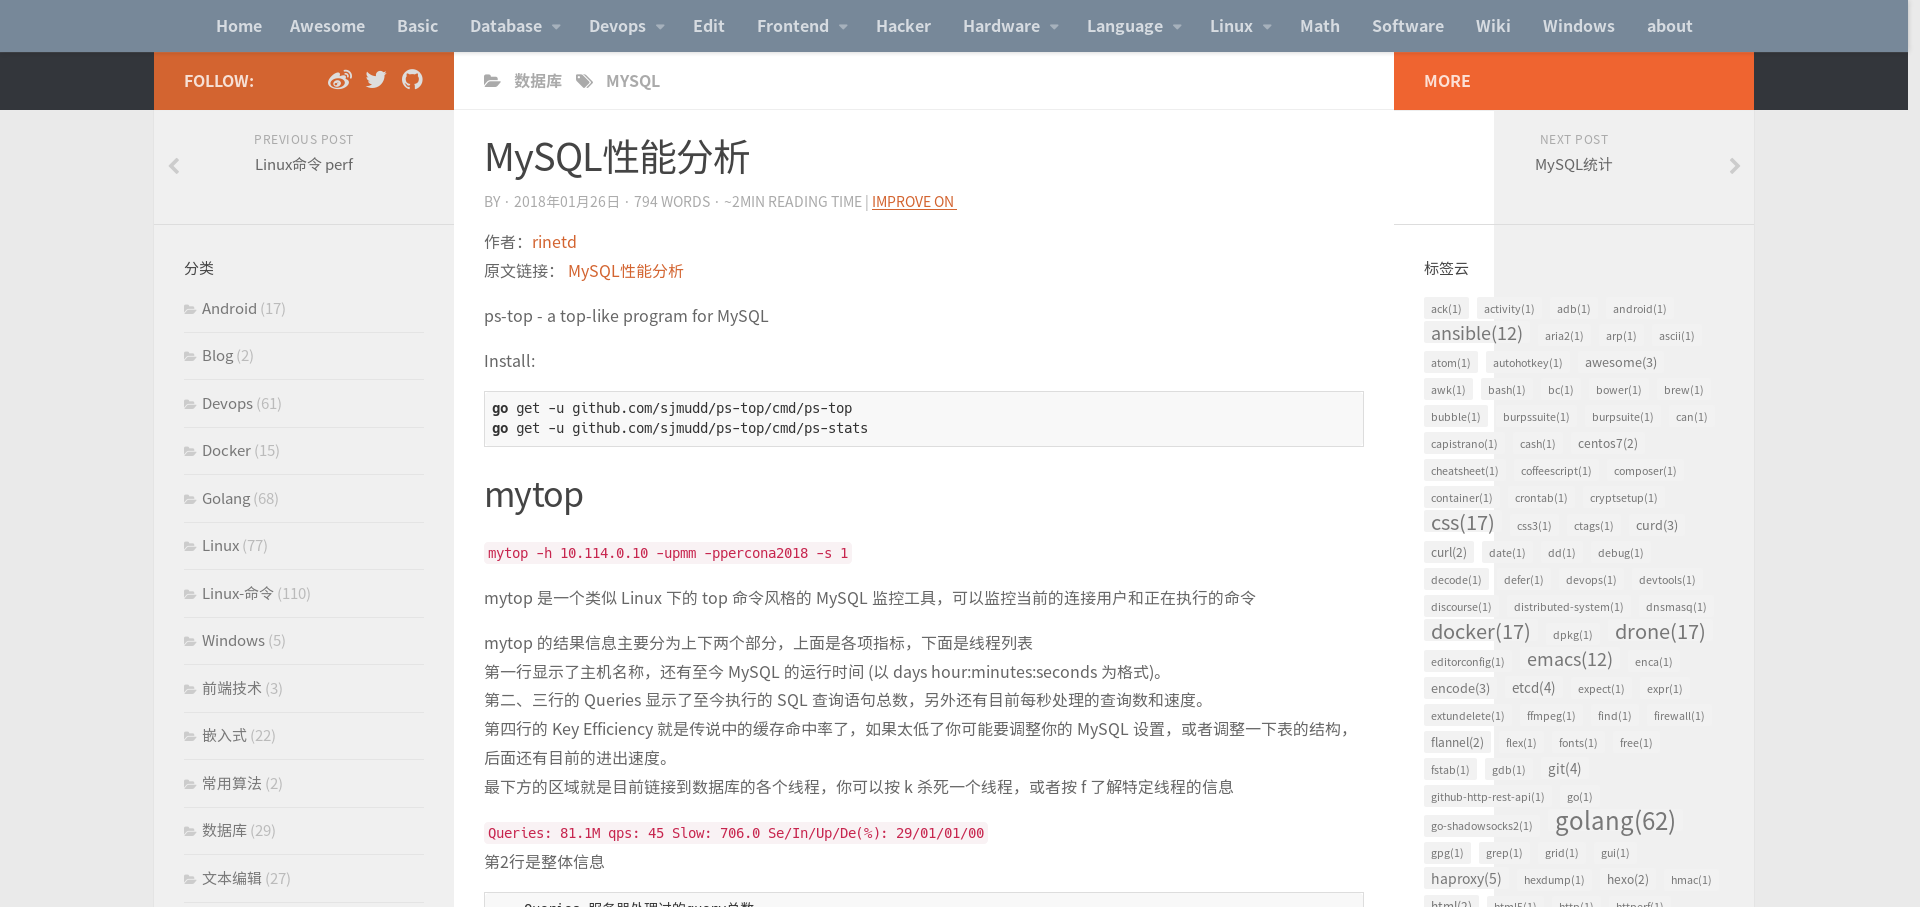 Home Awesome Basic Database Devops Edit Frontend Hacker Hardware Language Linux Math Software Wiki Windows about
FOLLOW:
数据库 MYSQL
MORE
PREVIOUS POST
Linux命令 perf
分类
Android (17)
Blog (2)
Devops (61)
Docker (15)
Golang (68)
Linux (77)
Linux-命令 (110)
Windows (5)
前端技术 (3)
嵌入式 (22)
常用算法 (2)
数据库 (29)
文本编辑 (27)
MySQL性能分析
BY · 2018年01月26日 · 794 WORDS · ~2MIN READING TIME | IMPROVE ON
作者：rinetd
原文链接： MySQL性能分析
ps-top - a top-like program for MySQL
Install:
go get -u github.com/sjmudd/ps-top/cmd/ps-top
go get -u github.com/sjmudd/ps-top/cmd/ps-stats
mytop
mytop -h 10.114.0.10 -upmm -ppercona2018 -s 1
mytop 是一个类似 Linux 下的 top 命令风格的 MySQL 监控工具，可以监控当前的连接用户和正在执行的命令
mytop 的结果信息主要分为上下两个部分，上面是各项指标，下面是线程列表
第一行显示了主机名称，还有至今 MySQL 的运行时间 (以 days hour:minutes:seconds 为格式)。
第二、三行的 Queries 显示了至今执行的 SQL 查询语句总数，另外还有目前每秒处理的查询数和速度。
第四行的 Key Efficiency 就是传说中的缓存命中率了，如果太低了你可能要调整你的 MySQL 设置，或者调整一下表的结构，
后面还有目前的进出速度。
最下方的区域就是目前链接到数据库的各个线程，你可以按 k 杀死一个线程，或者按 f 了解特定线程的信息
Queries: 81.1M qps: 45 Slow: 706.0 Se/In/Up/De(%): 29/01/01/00
第2行是整体信息
Queries 服务器处理过的query总数
NEXT POST
MySQL统计
标签云
ack(1) activity(1) adb(1) android(1)
ansible(12) aria2(1) arp(1) ascii(1)
atom(1) autohotkey(1) awesome(3)
awk(1) bash(1) bc(1) bower(1) brew(1)
bubble(1) burpssuite(1) burpsuite(1) can(1)
capistrano(1) cash(1) centos7(2)
cheatsheet(1) coffeescript(1) composer(1)
container(1) crontab(1) cryptsetup(1)
css(17) css3(1) ctags(1) curd(3)
curl(2) date(1) dd(1) debug(1)
decode(1) defer(1) devops(1) devtools(1)
discourse(1) distributed-system(1) dnsmasq(1)
docker(17) dpkg(1) drone(17)
editorconfig(1) emacs(12) enca(1)
encode(3) etcd(4) expect(1) expr(1)
extundelete(1) ffmpeg(1) find(1) firewall(1)
flannel(2) flex(1) fonts(1) free(1)
fstab(1) gdb(1) git(4)
github-http-rest-api(1) go(1)
go-shadowsocks2(1) golang(62)
gpg(1) grep(1) grid(1) gui(1)
haproxy(5) hexdump(1) hexo(2) hmac(1)
html(2) html5(1) http(1) httperf(1)